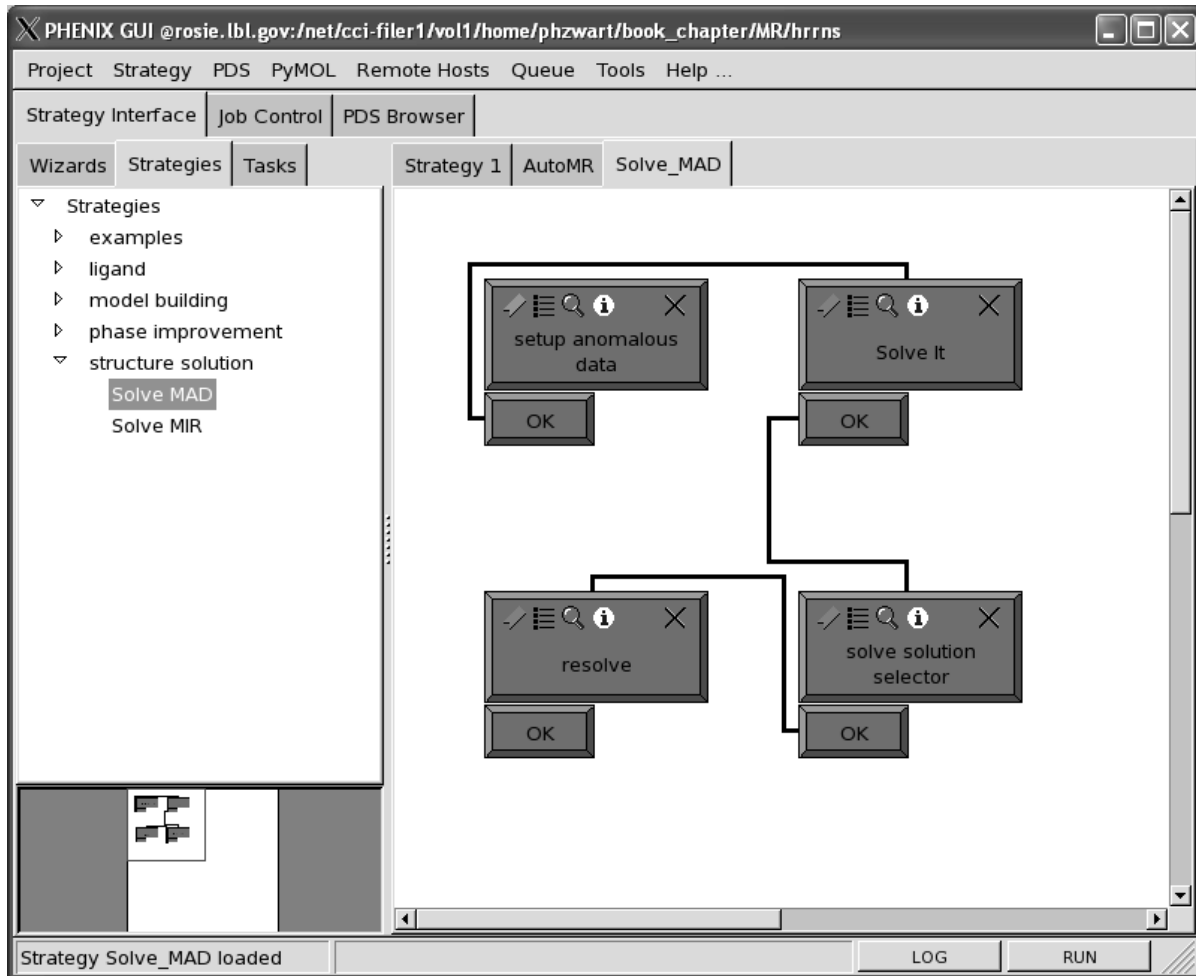 PHENIX GUI @rosie.lbl.gov:/net/cci-filer1/vol1/home/phzwart/book_chapter/MR/hrrns
Project Strategy PDS PyMOL Remote Hosts Queue Tools Help ...
Strategy Interface Job Control PDS Browser
Wizards Strategies Tasks
Strategies
examples
ligand
model building
phase improvement
structure solution
Solve MAD
Solve MIR
Strategy 1 AutoMR Solve_MAD
setup anomalous
data
OK
Solve It
OK
resolve
OK
solve solution
selector
OK
Strategy Solve_MAD loaded
LOG RUN